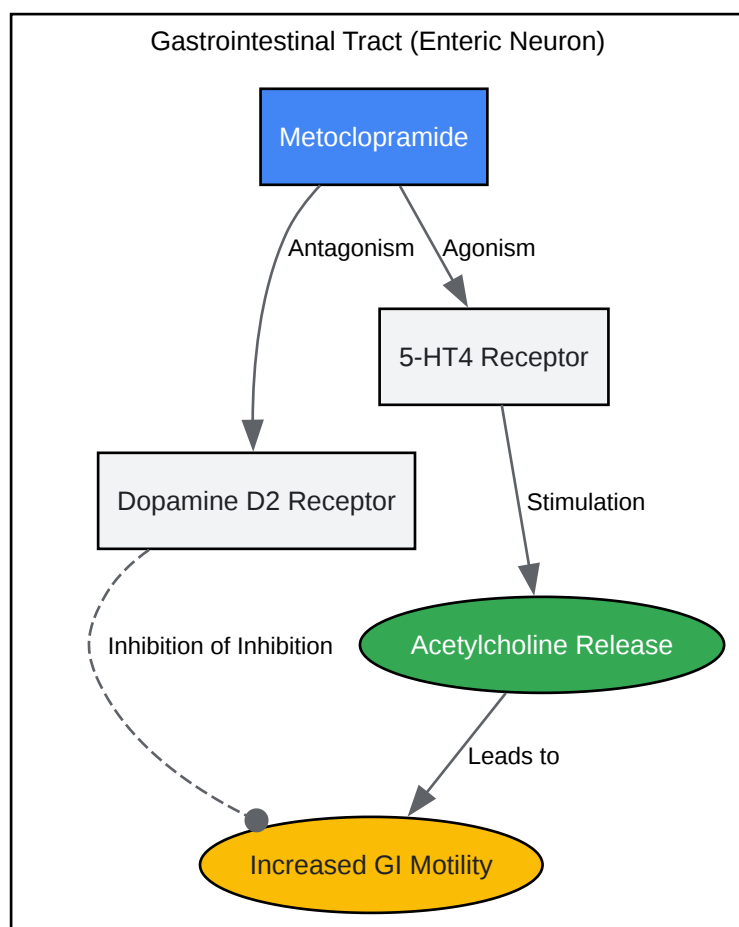 Gastrointestinal Tract (Enteric Neuron)
Metoclopramide
Antagonism
Agonism
5-HT4 Receptor
Dopamine D2 Receptor
Stimulation
Inhibition of Inhibition
Acetylcholine Release
Leads to
Increased GI Motility